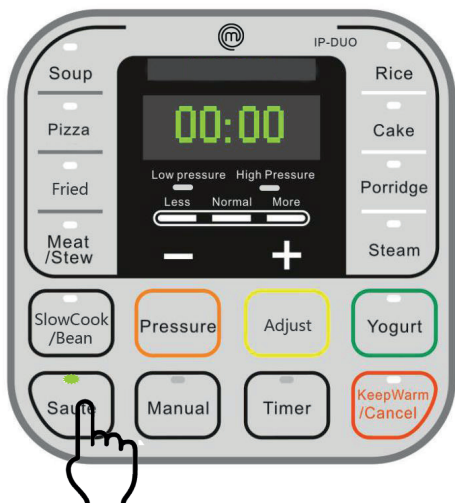 IP-DUO
Soup
Rice
00:00
Pizza
Cake
Low pressure High Pressure
Less Normal More
Fried
Porridge
Meat
/Stew
Steam
− +
SlowCook
/Bean
Pressure
Adjust
Yogurt
Saute
Manual
Timer
KeepWarm
/Cancel